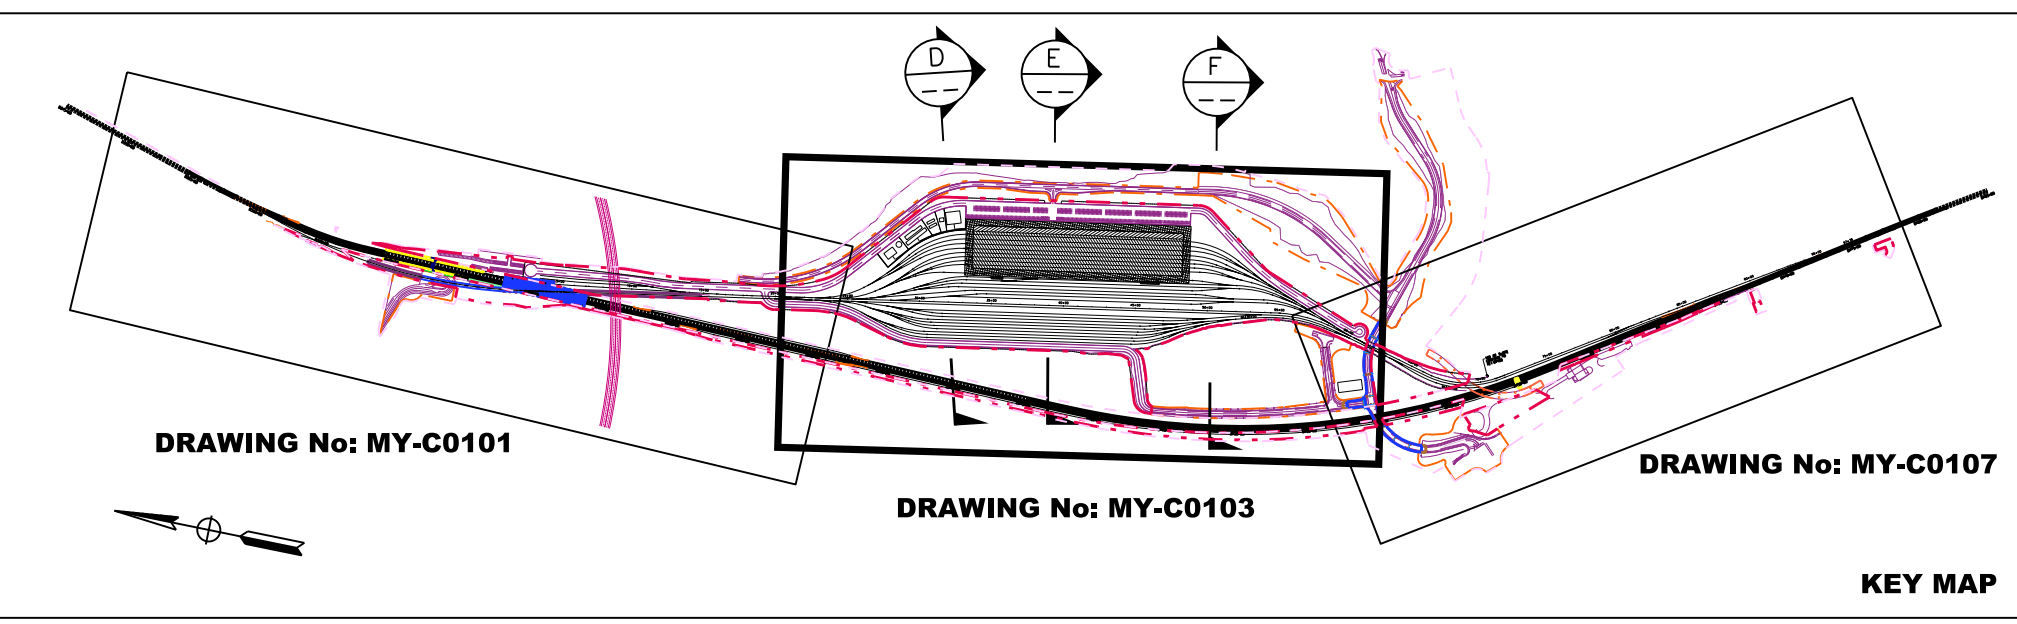 D
E
F
DRAWING No: MY-C0101
DRAWING No: MY-C0107
DRAWING No: MY-C0103
KEY MAP